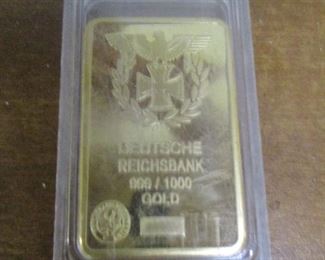 DEUTSCHE
REICHSBANK
999 / 1000
GOLD